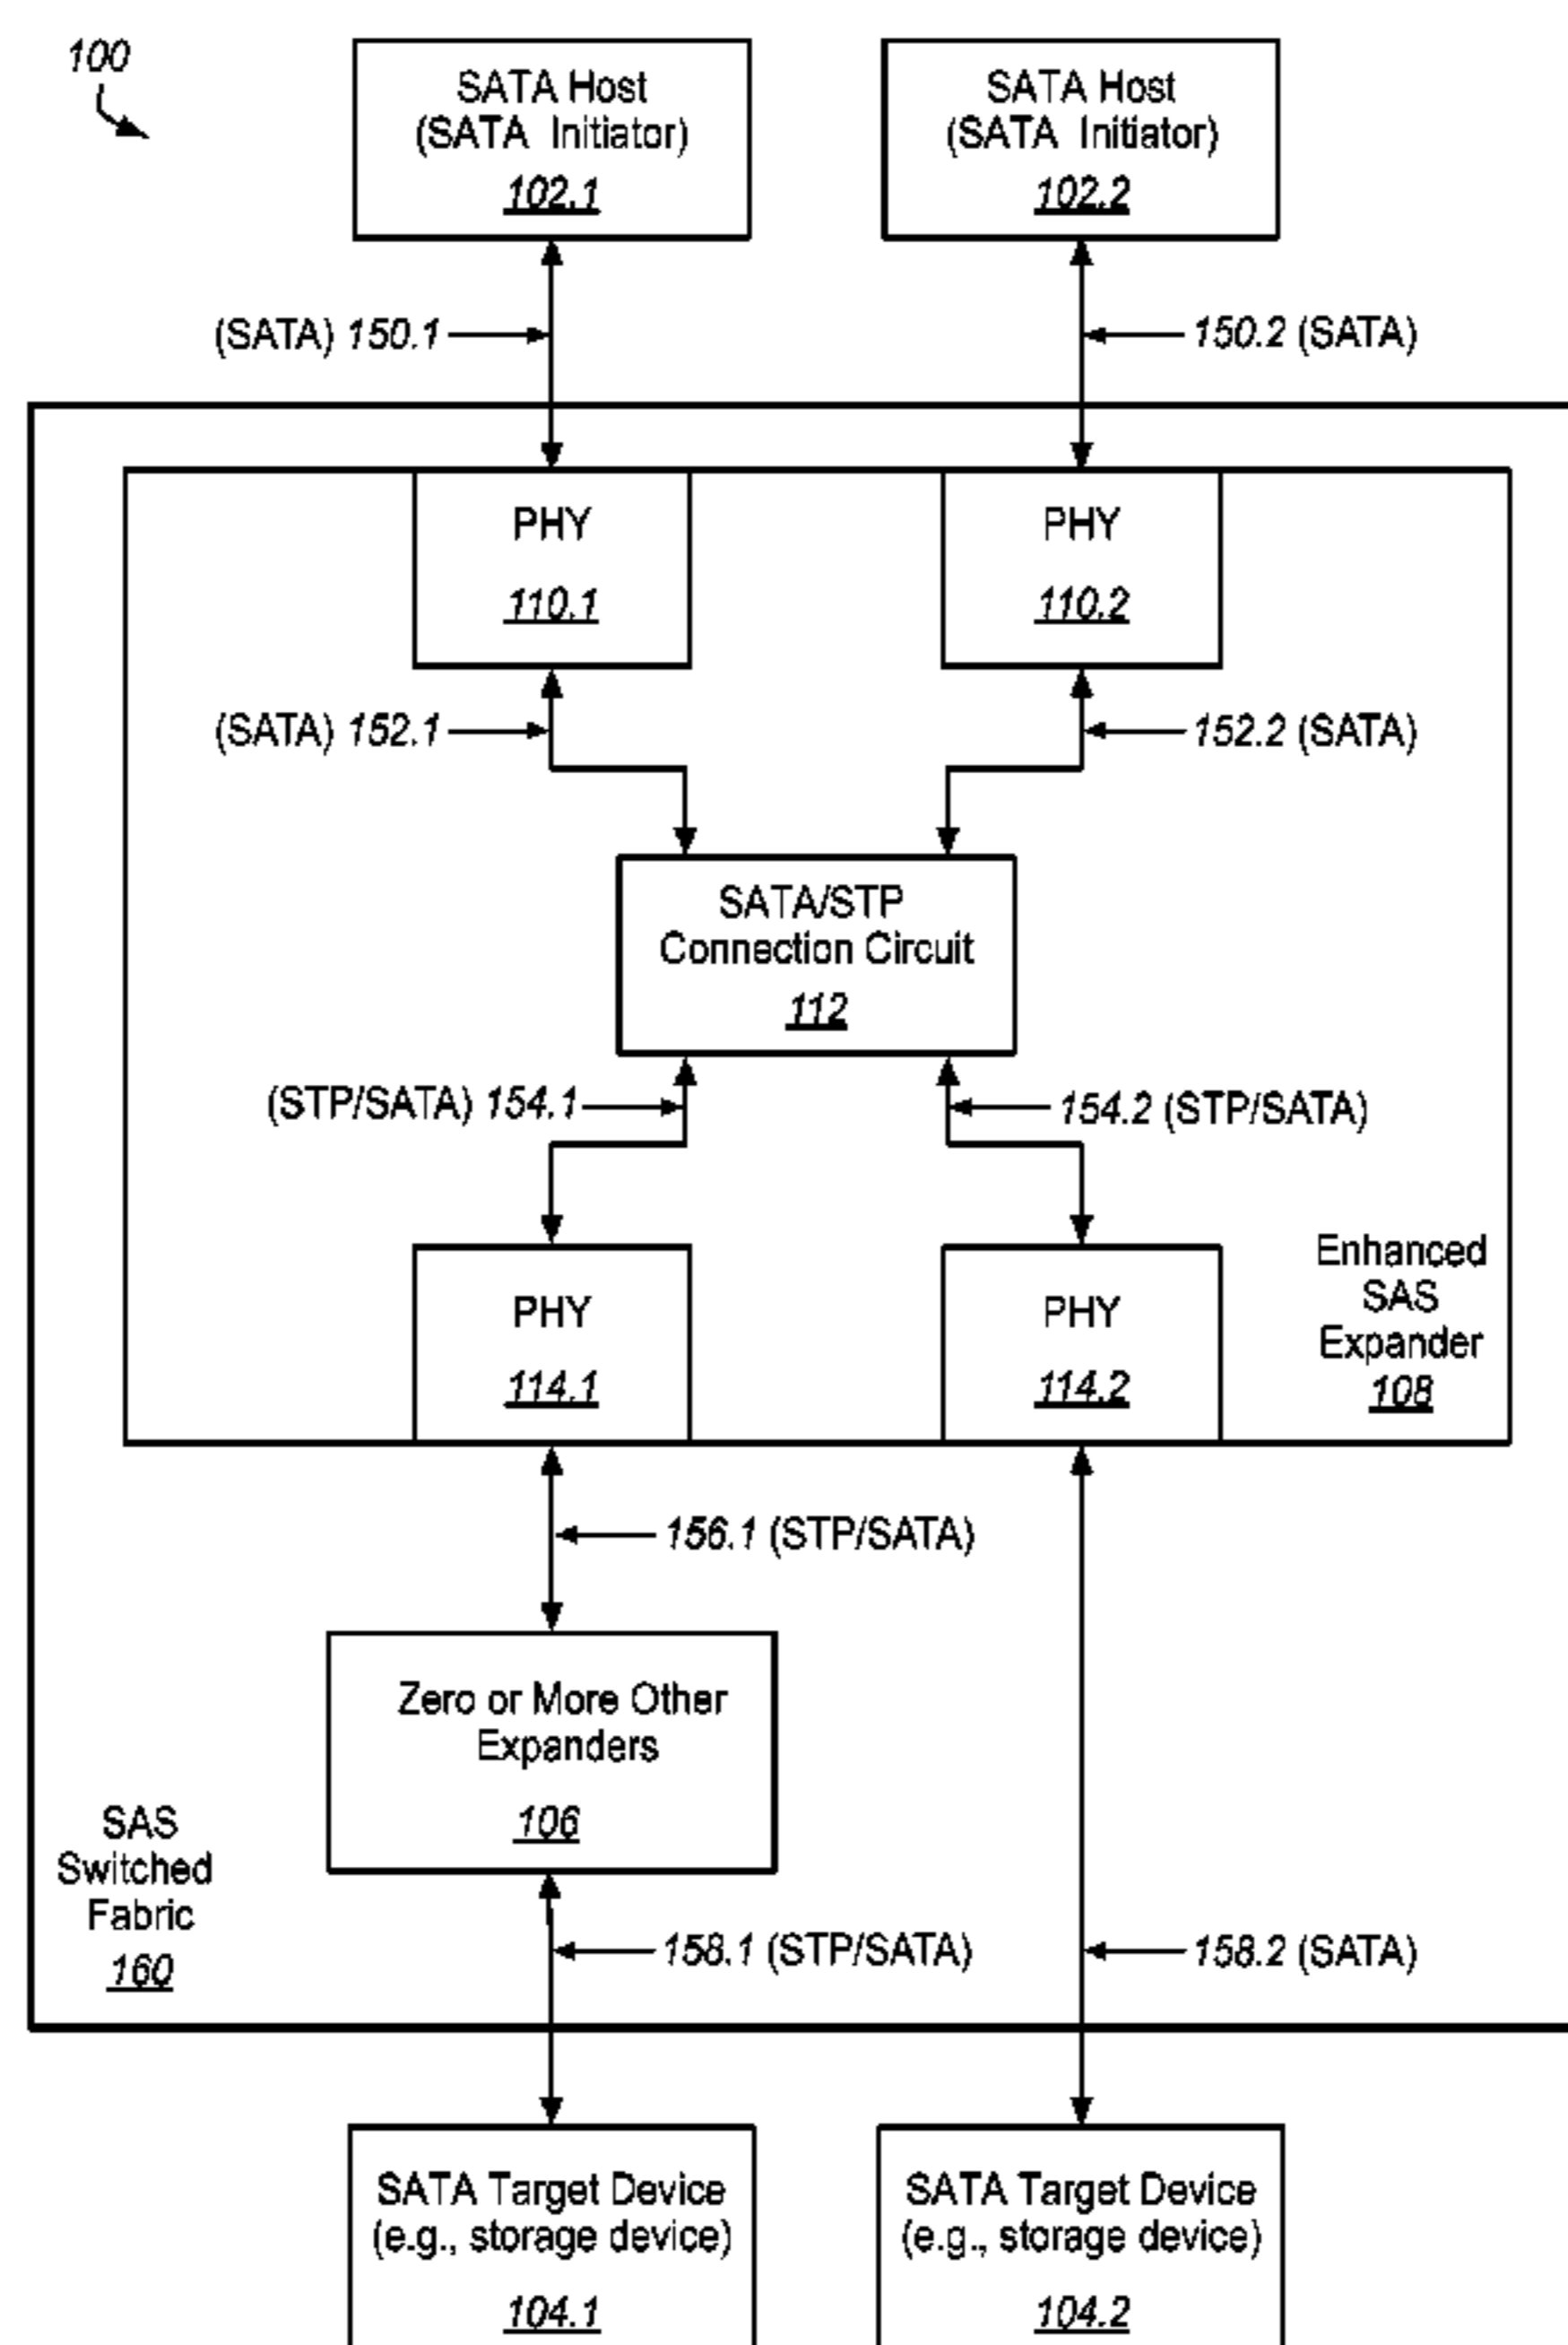 100
SATA Host
(SATA Initiator)
102.1
SATA Host
(SATA Initiator)
102.2
(SATA) 150.1
150.2 (SATA)
PHY
110.1
PHY
110.2
(SATA) 152.1
152.2 (SATA)
SATA/STP
Connection Circuit
112
(STP/SATA) 154.1
154.2 (STP/SATA)
PHY
114.1
PHY
114.2
Enhanced
SAS
Expander
108
156.1 (STP/SATA)
Zero or More Other
Expanders
106
SAS
Switched
Fabric
160
158.1 (STP/SATA)
158.2 (SATA)
SATA Target Device
(e.g., storage device)
104.1
SATA Target Device
(e.g., storage device)
104.2